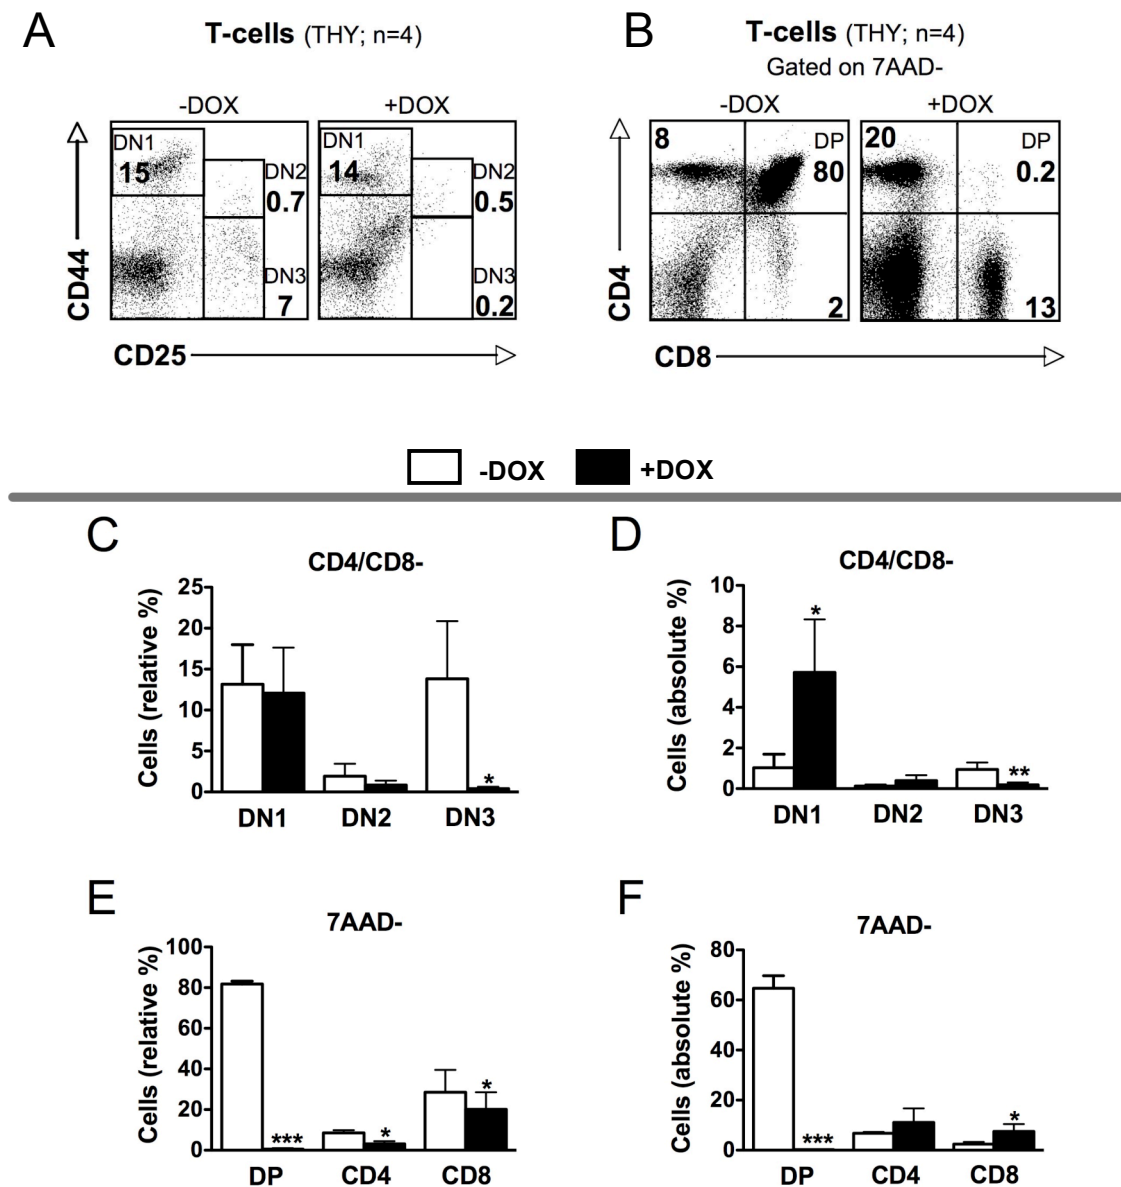 A
T-cells (THY; n=4)
-DOX
+DOX
DN1
15
DN2
0.7
DN3
7
DN1
14
DN2
0.5
DN3
0.2
CD44
CD25
B
T-cells (THY; n=4)
Gated on 7AAD-
-DOX
+DOX
8
DP
80
2
20
DP
0.2
13
CD4
CD8
-DOX
+DOX
C
CD4/CD8-
Cells (relative %)
25
20
15
10
5
0
*
DN1
DN2
DN3
D
CD4/CD8-
Cells (absolute %)
10
8
6
4
2
0
*
**
DN1
DN2
DN3
E
7AAD-
Cells (relative %)
100
80
60
40
20
0
***
*
*
DP
CD4
CD8
F
7AAD-
Cells (absolute %)
80
60
40
20
0
***
*
DP
CD4
CD8